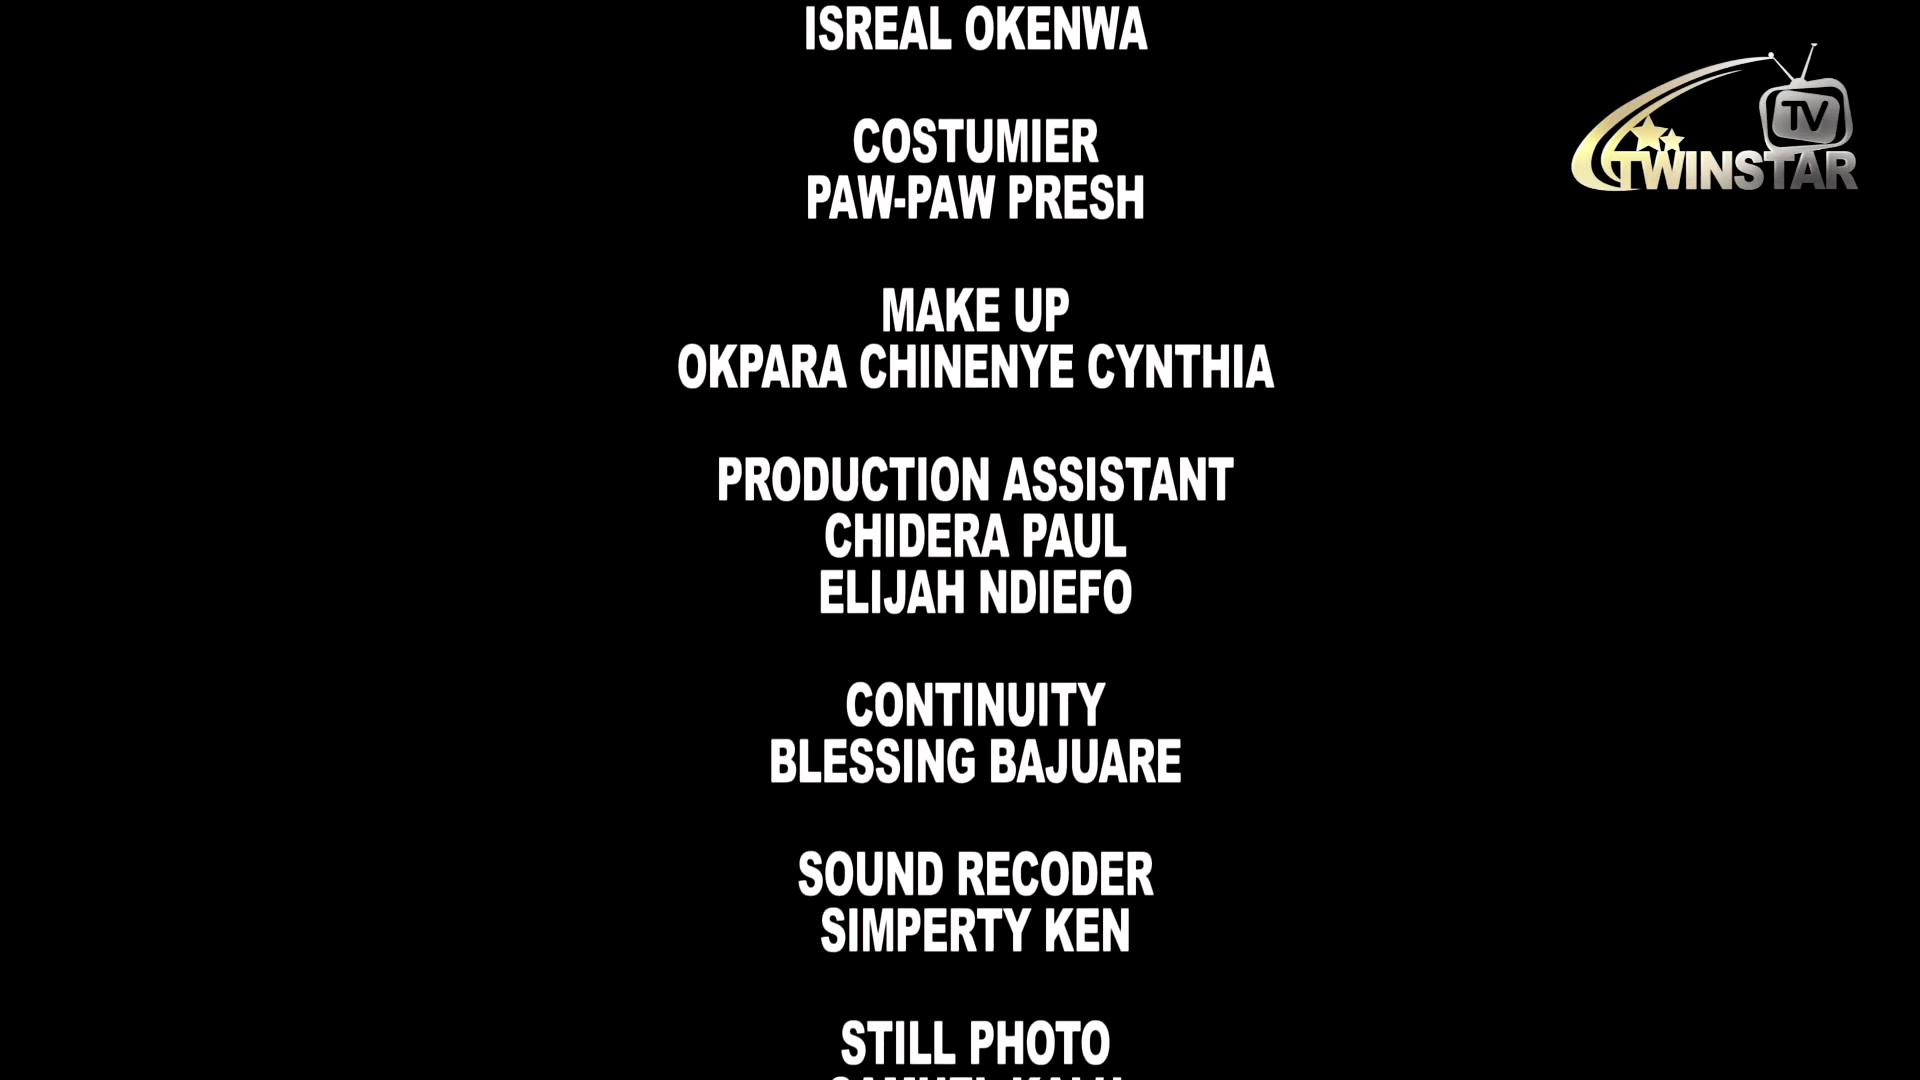 ISREAL OKENWA
TV
TWINSTAR
COSTUMIER
PAW-PAW PRESH
MAKE UP
OKPARA CHINENYE CYNTHIA
PRODUCTION ASSISTANT
CHIDERA PAUL
ELIJAH NDIEFO
CONTINUITY
BLESSING BAJUARE
SOUND RECODER
SIMPERTY KEN
STILL PHOTO